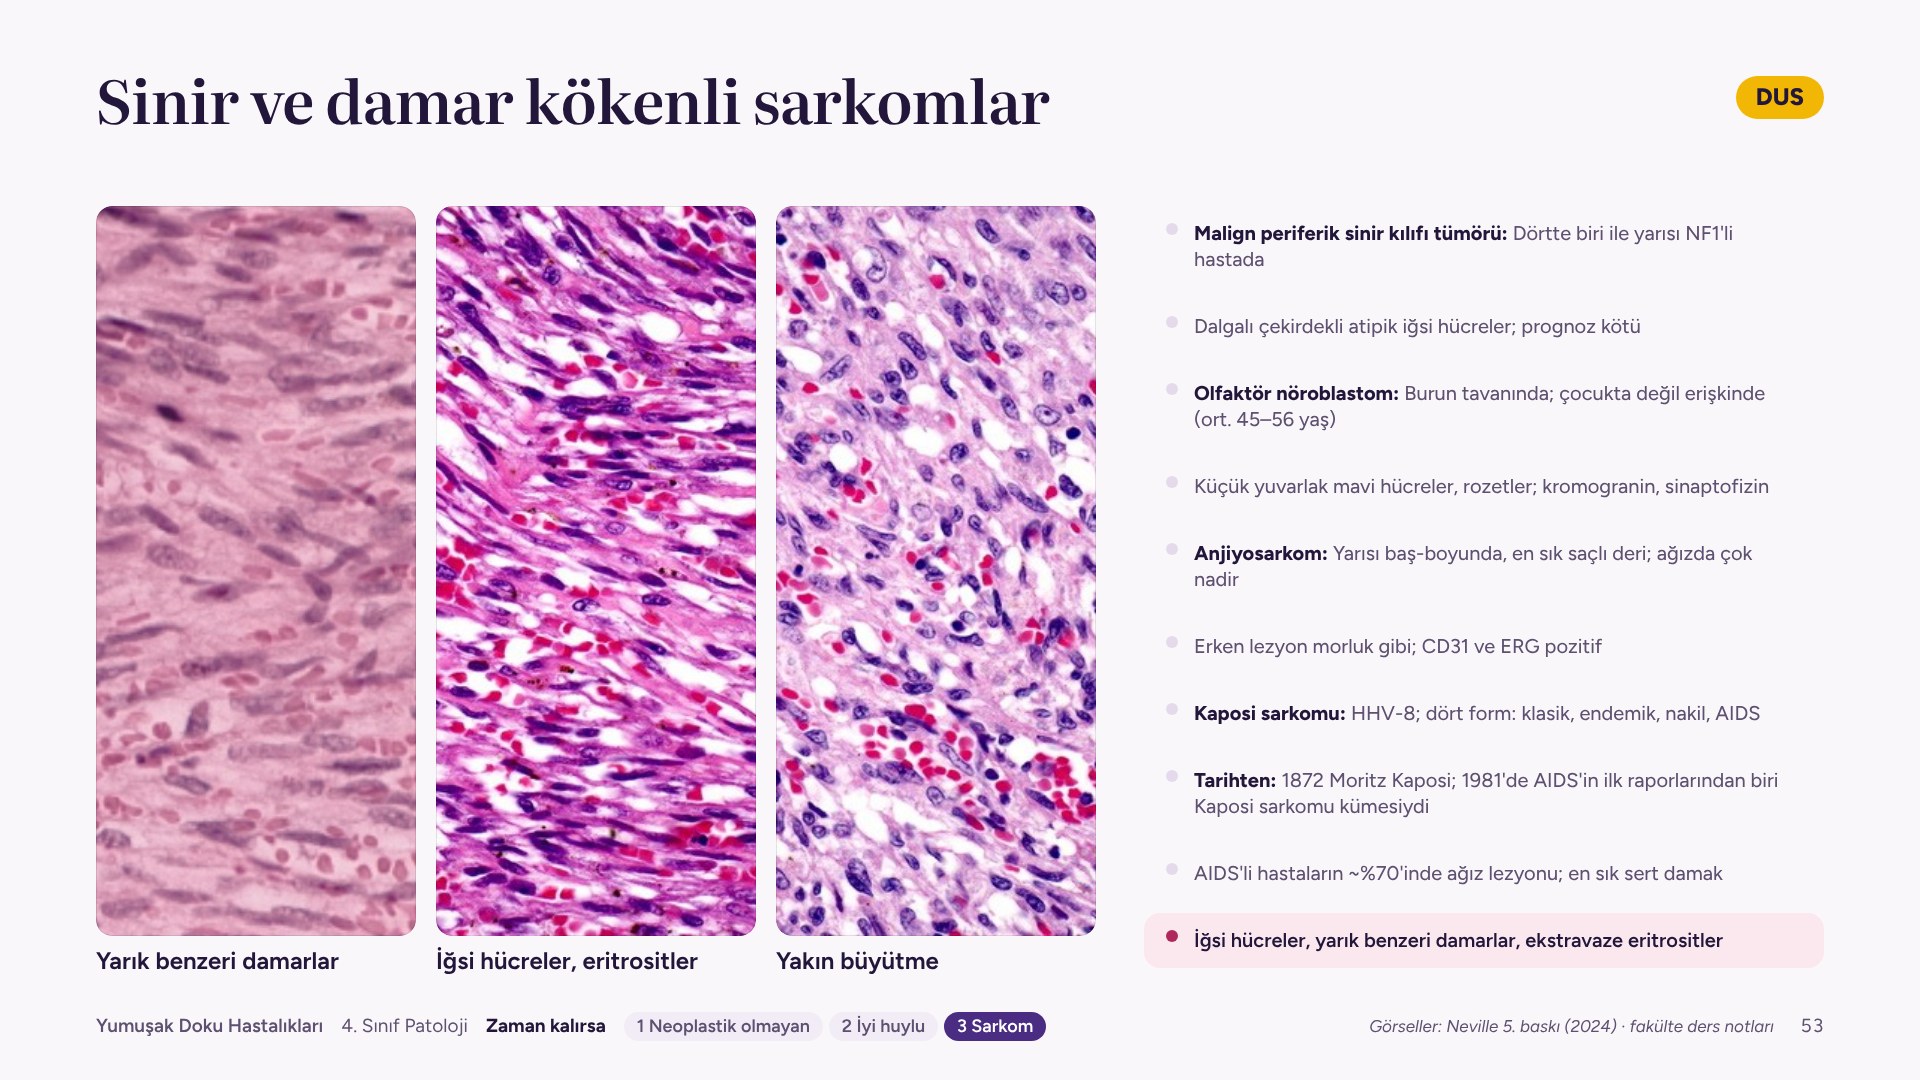 Sinir ve damar kökenli sarkomlar
DUS
Yarık benzeri damarlar
İğsi hücreler, eritrositler
Yakın büyütme
Malign periferik sinir kılıfı tümörü: Dörtte biri ile yarısı NF1'li
hastada
Dalgalı çekirdekli atipik iğsi hücreler; prognoz kötü
Olfaktör nöroblastom: Burun tavanında; çocukta değil erişkinde
(ort. 45–56 yaş)
Küçük yuvarlak mavi hücreler, rozetler; kromogranin, sinaptofizin
Anjiyosarkom: Yarısı baş-boyunda, en sık saçlı deri; ağızda çok
nadir
Erken lezyon morluk gibi; CD31 ve ERG pozitif
Kaposi sarkomu: HHV-8; dört form: klasik, endemik, nakil, AIDS
Tarihten: 1872 Moritz Kaposi; 1981'de AIDS'in ilk raporlarından biri
Kaposi sarkomu kümesiydi
AIDS'li hastaların ~%70'inde ağız lezyonu; en sık sert damak
İğsi hücreler, yarık benzeri damarlar, ekstravaze eritrositler
Yumuşak Doku Hastalıkları 4. Sınıf Patoloji Zaman kalırsa 1 Neoplastik olmayan 2 İyi huylu 3 Sarkom
Görseller: Neville 5. baskı (2024) · fakülte ders notları 53